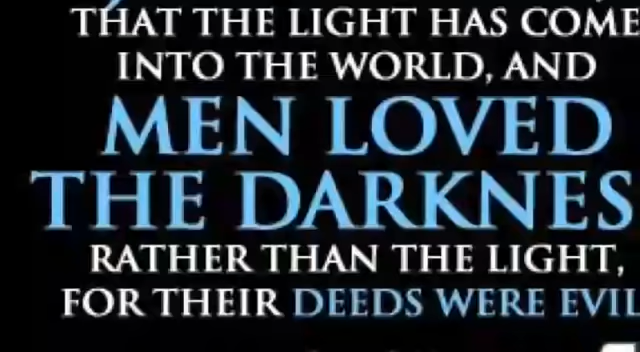 THAT THE LIGHT HAS COME
INTO THE WORLD, AND
MEN LOVED
THE DARKNES
RATHER THAN THE LIGHT,
FOR THEIR DEEDS WERE EVIL